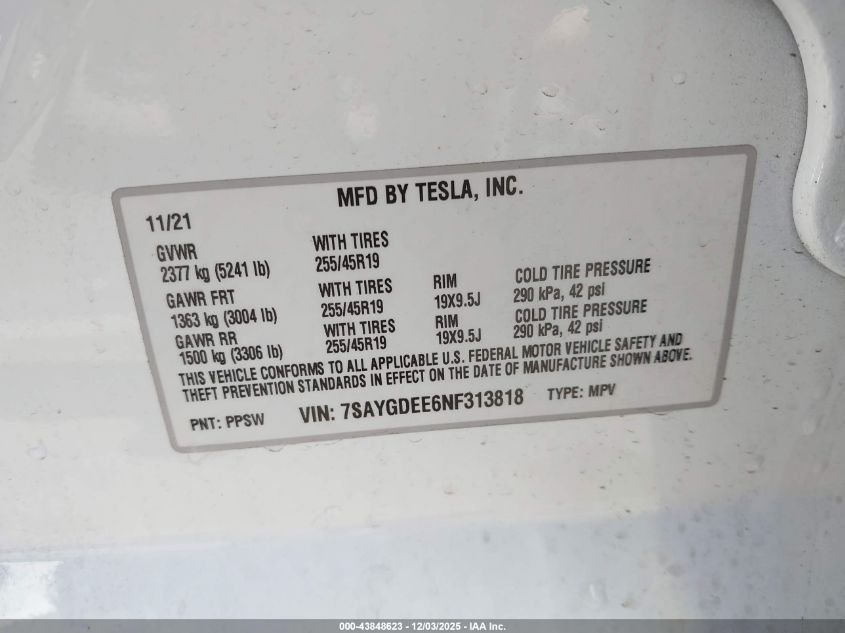 MFD BY TESLA, INC.
11/21
GVWR
2377 kg (5241 lb)
WITH TIRES
255/45R19
GAWR FRT
1363 kg (3004 lb)
WITH TIRES
255/45R19
RIM
19X9.5J
COLD TIRE PRESSURE
290 kPa, 42 psi
GAWR RR
1500 kg (3306 lb)
WITH TIRES
255/45R19
RIM
19X9.5J
COLD TIRE PRESSURE
290 kPa, 42 psi
THIS VEHICLE CONFORMS TO ALL APPLICABLE U.S. FEDERAL MOTOR VEHICLE SAFETY AND
THEFT PREVENTION STANDARDS IN EFFECT ON THE DATE OF MANUFACTURE SHOWN ABOVE.
PNT: PPSW VIN: 7SAYGDEE6NF313818 TYPE: MPV
000-43848623 - 12/03/2025 - IAA Inc.